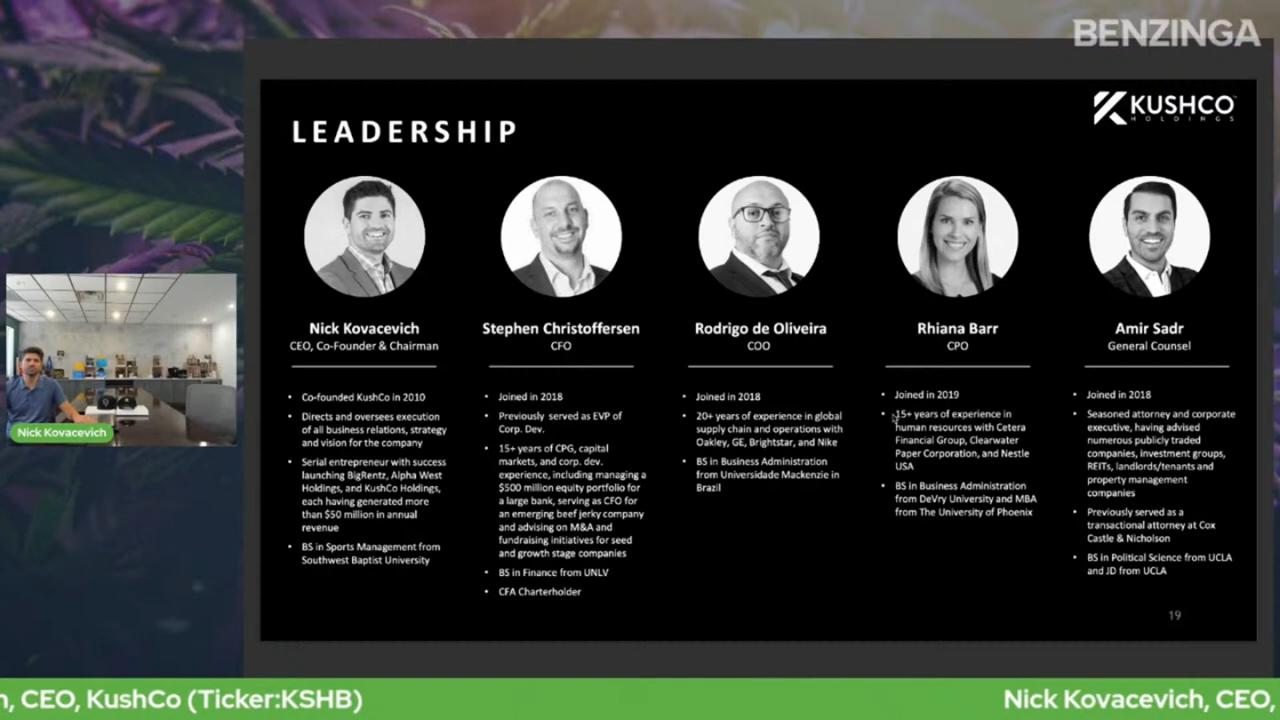 BENZINGA
KUSHCO
HOLDINGS
LEADERSHIP
Nick Kovacevich
CEO, Co-Founder & Chairman
• Co-founded KushCo in 2010
• Directs and oversees execution
of all business relations, strategy
and vision for the company
• Serial entrepreneur with success
launching BigRentz, Alpha West
Holdings, and KushCo Holdings,
each having generated more
than $50 million in annual
revenue
• BS in Sports Management from
Southwest Baptist University
Stephen Christoffersen
CFO
• Joined in 2018
• Previously served as EVP of
Corp. Dev.
• 15+ years of CPG, capital
markets, and corp. dev.
experience, including managing a
$500 million equity portfolio for
a large bank, serving as CFO for
an emerging beef jerky company
and advising on M&A and
fundraising initiatives for seed
and growth stage companies
• BS in Finance from UNLV
• CFA Charterholder
Rodrigo de Oliveira
COO
• Joined in 2018
• 20+ years of experience in global
supply chain and operations with
Oakley, GE, Brightstar, and Nike
• BS in Business Administration
from Universidade Mackenzie in
Brazil
Rhiana Barr
CPO
• Joined in 2019
• 15+ years of experience in
human resources with Cetera
Financial Group, Clearwater
Paper Corporation, and Nestle
USA
• BS in Business Administration
from DeVry University and MBA
from The University of Phoenix
Amir Sadr
General Counsel
• Joined in 2018
• Seasoned attorney and corporate
executive, having advised
numerous publicly traded
companies, investment groups,
REITs, landlords/tenants and
property management
companies
• Previously served as a
transactional attorney at Cox
Castle & Nicholson
• BS in Political Science from UCLA
and JD from UCLA
19
Nick Kovacevich
h, CEO, KushCo (Ticker:KSHB)
Nick Kovacevich, CEO,